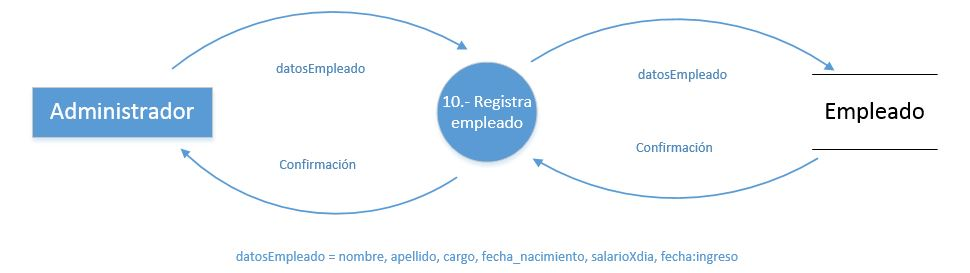 datosEmpleado
datosEmpleado
Administrador
10.- Registra
empleado
Empleado
Confirmación
Confirmación
datosEmpleado = nombre, apellido, cargo, fecha_nacimiento, salarioXdia, fecha:ingreso